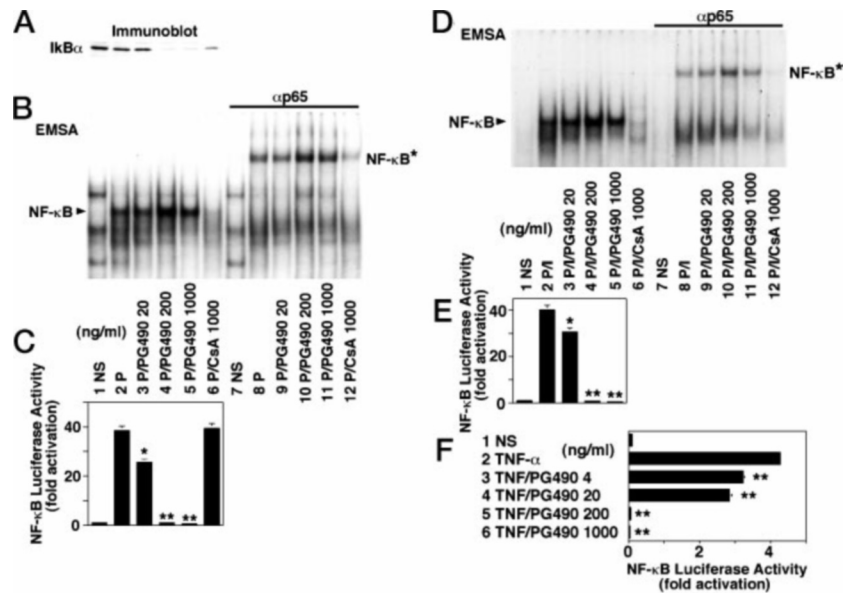 A
Immunoblot
IkBα
αp65
B
EMSA
NF-κB*
NF-κB
(ng/ml)
1 NS
2 P
3 P/PG490 20
4 P/PG490 200
5 P/PG490 1000
6 P/CsA 1000
7 NS
8 P
9 P/PG490 20
10 P/PG490 200
11 P/PG490 1000
12 P/CsA 1000
C
NF-κB Luciferase Activity
(fold activation)
40
20
0
*
**
**
D
αp65
EMSA
NF-κB*
NF-κB
(ng/ml)
1 NS
2 P/I
3 P/I/PG490 20
4 P/I/PG490 200
5 P/I/PG490 1000
6 P/I/CsA 1000
7 NS
8 P/I
9 P/I/PG490 20
10 P/I/PG490 200
11 P/I/PG490 1000
12 P/I/CsA 1000
E
NF-κB Luciferase Activity
(fold activation)
40
20
0
*
**
**
F
1 NS
(ng/ml)
2 TNF-α
3 TNF/PG490 4
**
4 TNF/PG490 20
**
5 TNF/PG490 200
**
6 TNF/PG490 1000
**
0
2
4
NF-κB Luciferase Activity
(fold activation)